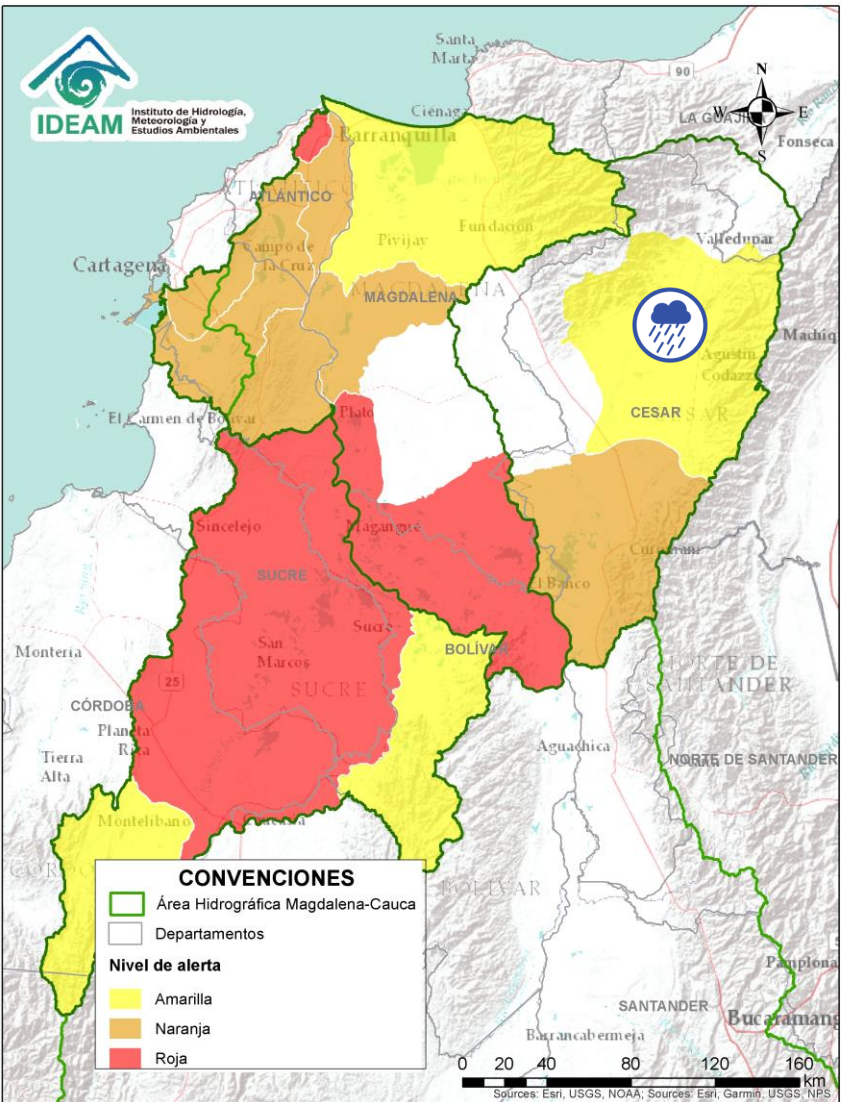 IDEAM
Instituto de Hidrología,
Meteorología y
Estudios Ambientales
Santa
Marta
90
N
W
E
S
Ciénaga
LA GUAJIRA
Fonseca
Barranquilla
ATLÁNTICO
Fundación
Pivijay
Valledupar
Campo de
la Cruz
Cartagena
MAGDALENA
MAGDALENA
Agustín
Codazzi
CESAR
El Carmen de Bolívar
Plato
Sincelejo
Magangué
Curumaní
SUCRE
El Banco
Sucre
BOLÍVAR
Montería
San
Marcos
SUCRE
25
NORTE DE
SANTANDER
CÓRDOBA
Planeta
Rica
Aguachica
Tierra
Alta
NORTE DE SANTANDER
Montelíbano
BOLÍVAR
CONVENCIONES
Área Hidrográfica Magdalena-Cauca
Departamentos
Nivel de alerta
Amarilla
Naranja
Roja
Pamplona
SANTANDER
Bucaramang
Barrancabermeja
0 20 40 80 120 160
km
Sources: Esri, USGS, NOAA; Sources: Esri, Garmin, USGS, NPS